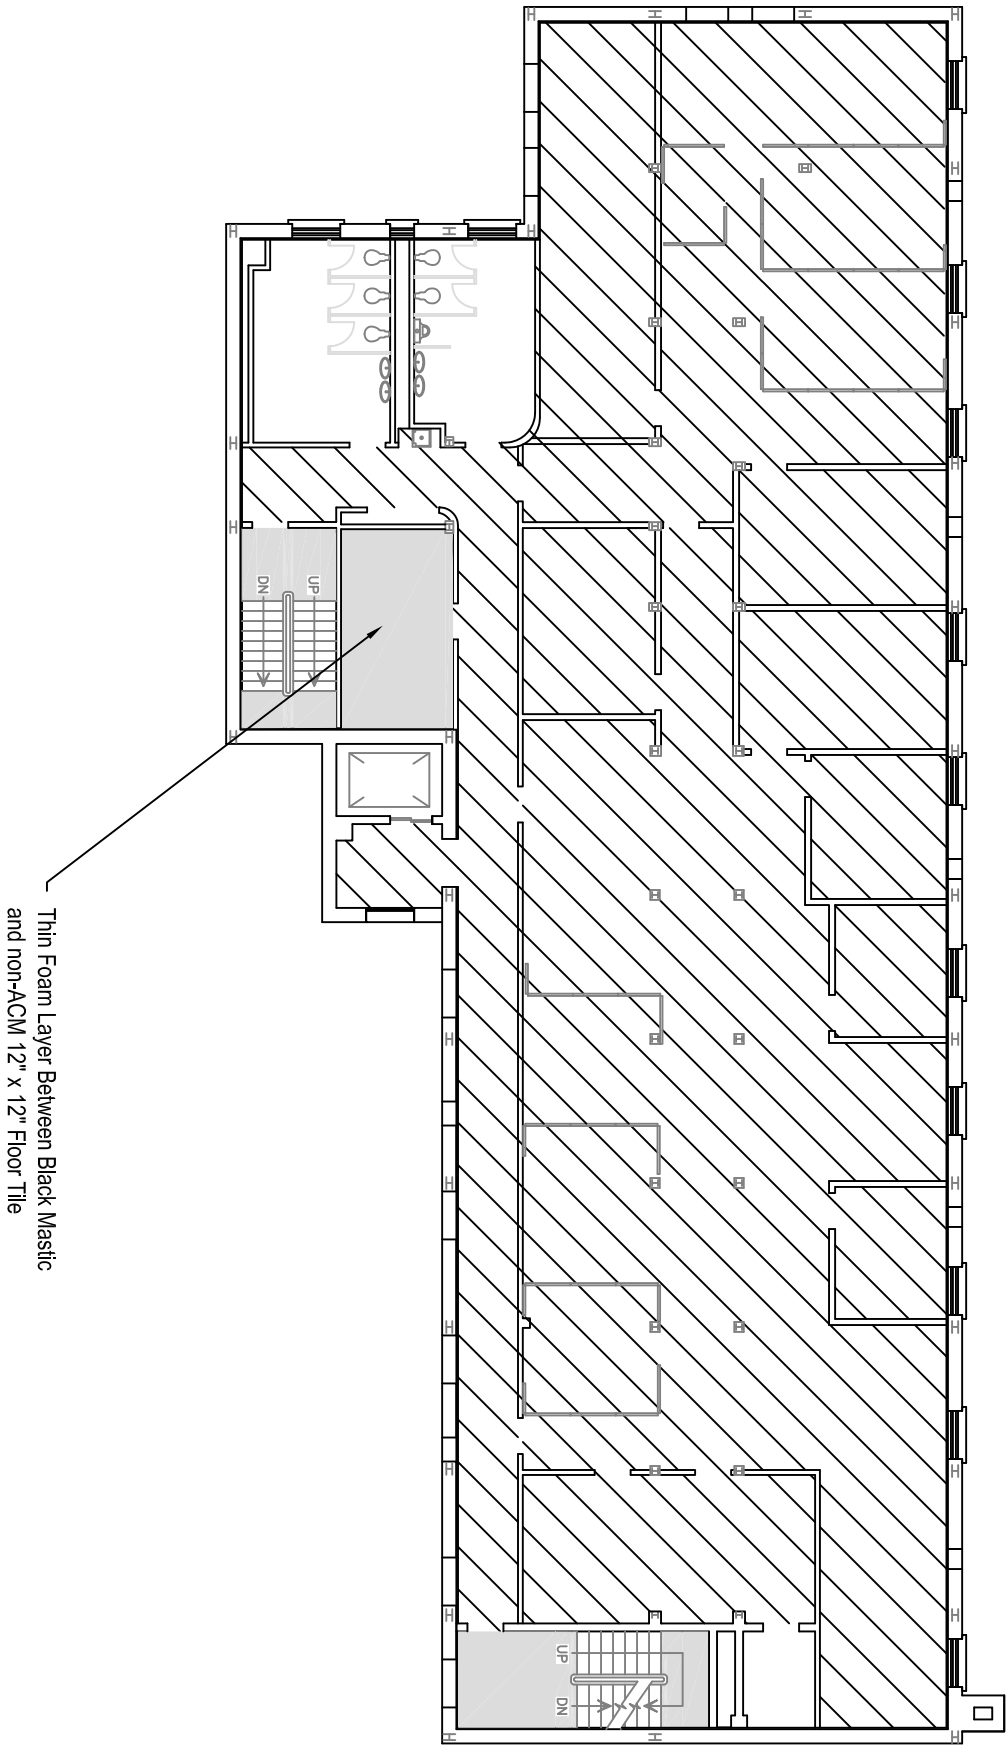 UP
DN
UP
DN
Thin Foam Layer Between Black Mastic
and non-ACM 12" x 12" Floor Tile